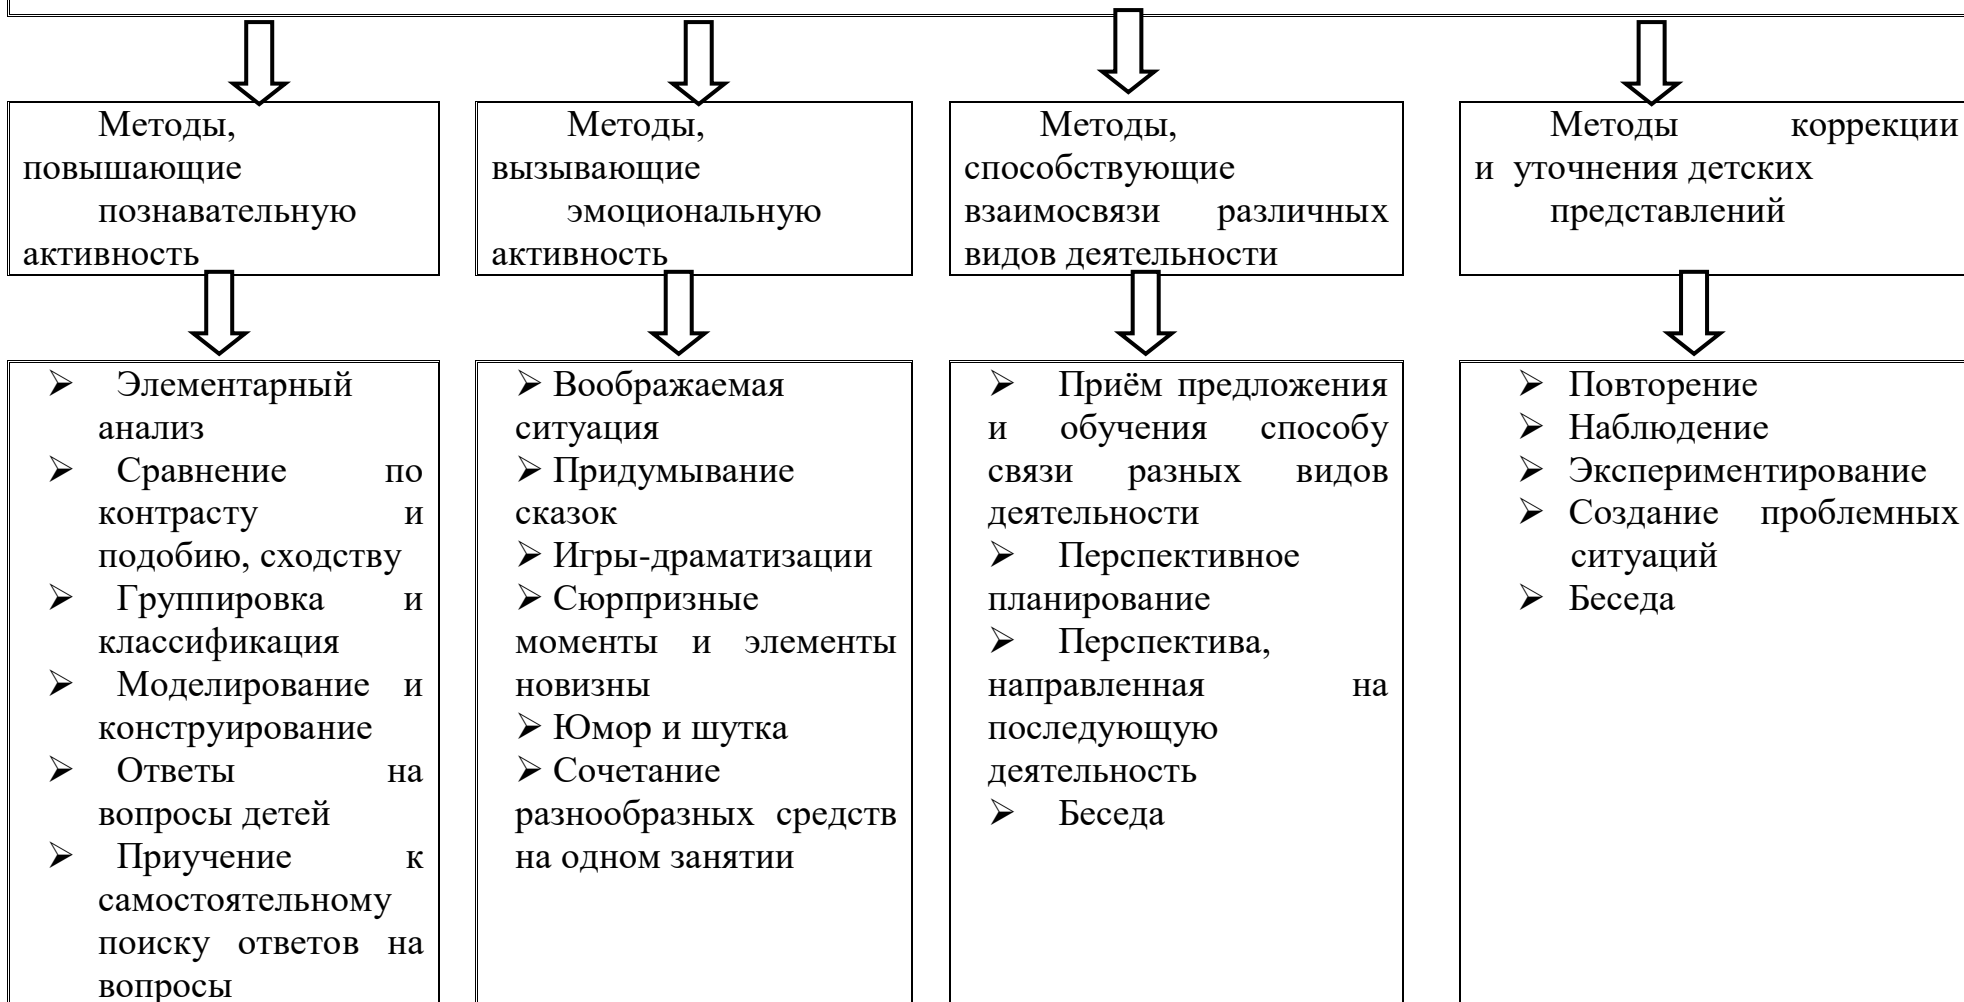 Методы,
повышающие
познавательную
активность
Методы,
вызывающие
эмоциональную
активность
Методы,
способствующие
взаимосвязи различных
видов деятельности
Методы коррекции
и уточнения детских
представлений
➢ Элементарный
анализ
➢ Сравнение по
контрасту и
подобию, сходству
➢ Группировка и
классификация
➢ Моделирование и
конструирование
➢ Ответы на
вопросы детей
➢ Приучение к
самостоятельному
поиску ответов на
вопросы
➢ Воображаемая
ситуация
➢ Придумывание
сказок
➢ Игры-драматизации
➢ Сюрпризные
моменты и элементы
новизны
➢ Юмор и шутка
➢ Сочетание
разнообразных средств
на одном занятии
➢ Приём предложения
и обучения способу
связи разных видов
деятельности
➢ Перспективное
планирование
➢ Перспектива,
направленная на
последующую
деятельность
➢ Беседа
➢ Повторение
➢ Наблюдение
➢ Экспериментирование
➢ Создание проблемных
ситуаций
➢ Беседа